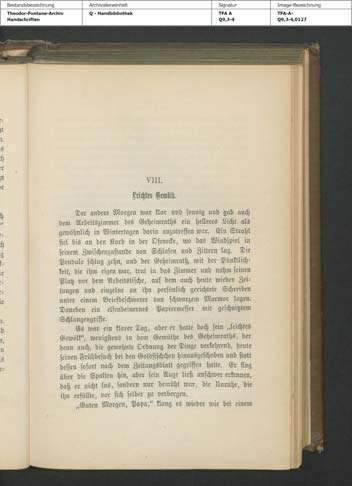 Bestandsbezeichnung Archivalieneinheit Signatur Image-Bezeichnung
Theodor-Fontane-Archiv Q - Handbibliothek TFA A TFA-A-
Handschriften Q9,3-4 Q9,3-4,0127
VIII.
Leichtes Gewölk.
Der andere Morgen war klar und sonnig und gab auch
dem Arbeitszimmer des Geheimraths ein helleres Licht als
gewöhnlich in Wintertagen darin anzutreffen war. Ein Strahl
fiel bis an den Korb in der Ofenecke, wo das Windspiel in
seinem Zwischenzustande von Schlafen und Zittern lag. Die
Pendule schlug zehn, und der Geheimrath, mit der Pünktlich-
keit, die ihm eigen war, trat in das Zimmer und nahm seinen
Platz vor dem Arbeitstische, auf dem auch heute wieder Zei-
tungen und einzelne an ihn persönlich gerichtete Schreiben
unter einem Briefbeschwerer von schwarzem Marmor lagen.
Daneben ein elfenbeinernes Papiermesser mit geschnitztem
Schlangengriffe.
Es war ein klarer Tag, aber er hatte doch sein „leichtes
Gewölk“, wenigstens in dem Gemüthe des Geheimraths, der
denn auch, die gewohnte Ordnung der Dinge verkehrend, heute
seinen Frühbesuch bei den Goldfischchen hinausgeschoben und statt
dessen sofort nach dem Zeitungsblatt gegriffen hatte. Er flog
über die Spalten hin, aber sein Auge ließ unschwer erkennen,
daß er nicht las, sondern nur bemüht war, die Unruhe, die
ihn erfüllte, vor sich selber zu verbergen.
„Guten Morgen, Papa,“ klang es wieder wie bei einem